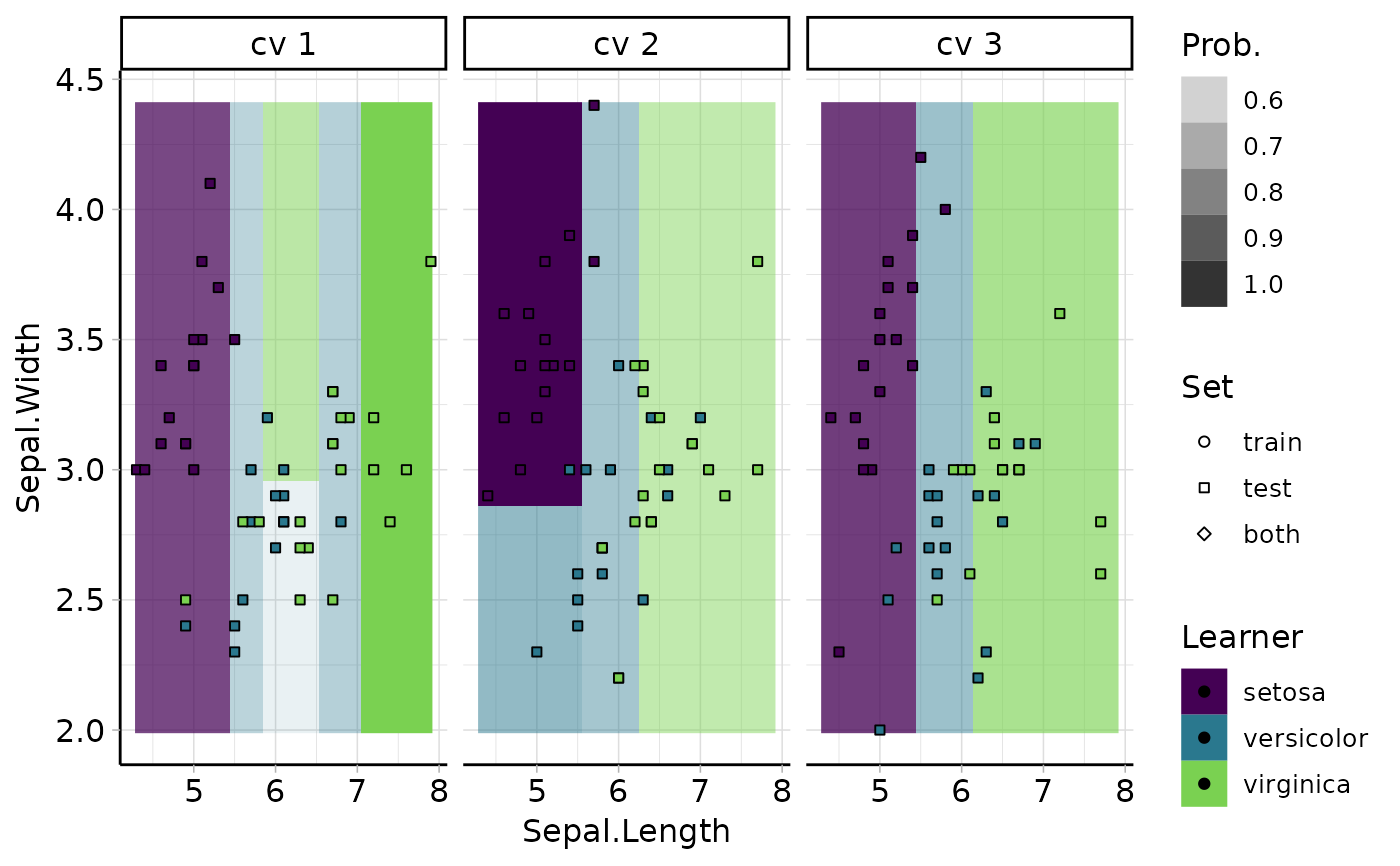 cv 1
cv 2
cv 3
4.5
4.0
3.5
3.0
2.5
2.0
Sepal.Width
5 6 7 8
5 6 7 8
5 6 7 8
Sepal.Length
Prob.
0.6
0.7
0.8
0.9
1.0
Set
train
test
both
Learner
setosa
versicolor
virginica